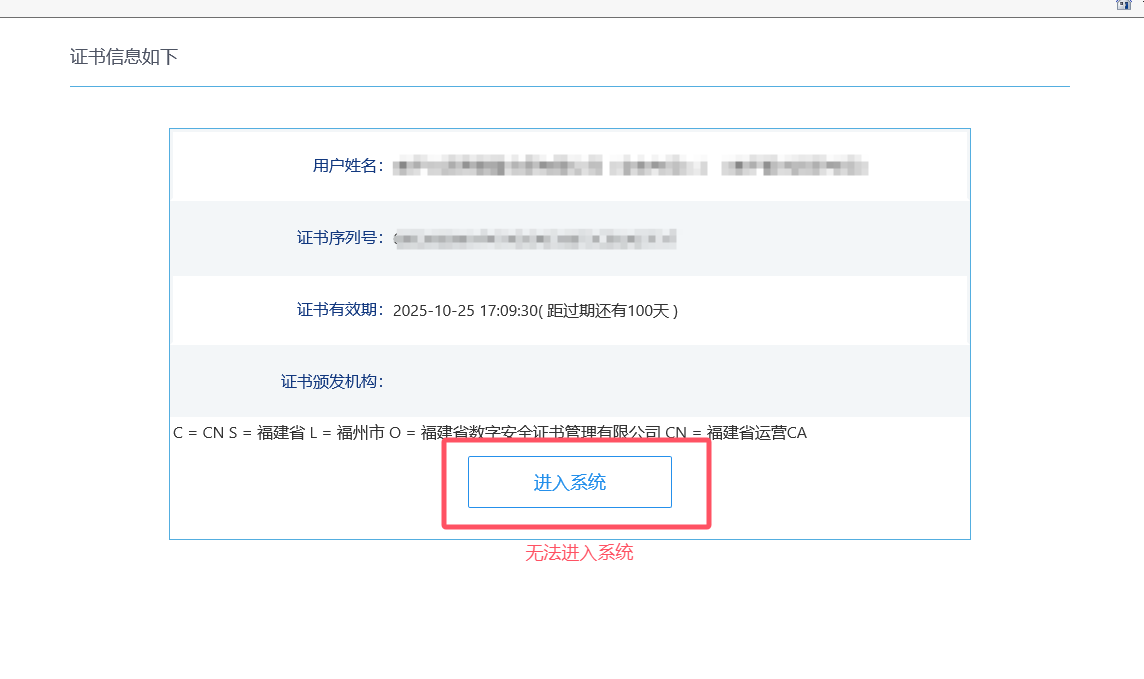 证书信息如下
用户姓名：
证书序列号：
证书有效期：2025-10-25 17:09:30( 距过期还有100天 )
证书颁发机构：
C = CN S = 福建省 L = 福州市 O = 福建省数字安全证书管理有限公司 CN = 福建省运营CA
进入系统
无法进入系统